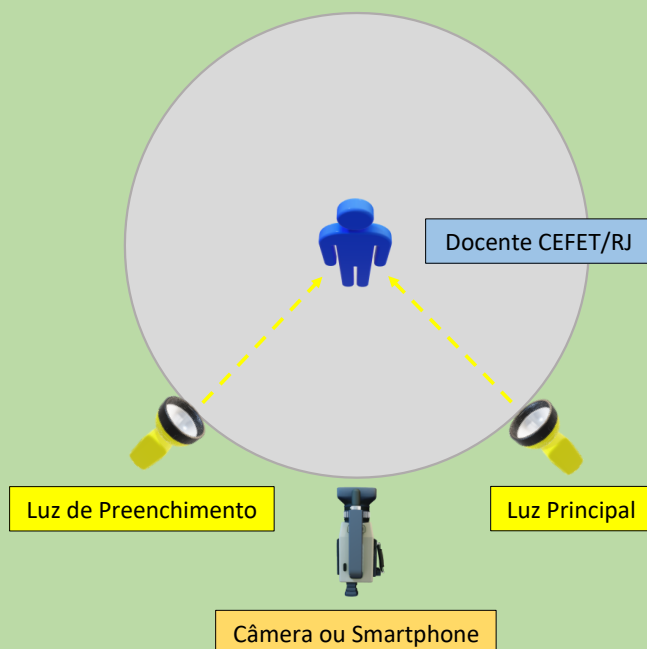 Docente CEFET/RJ
Luz de Preenchimento
Luz Principal
Câmera ou Smartphone